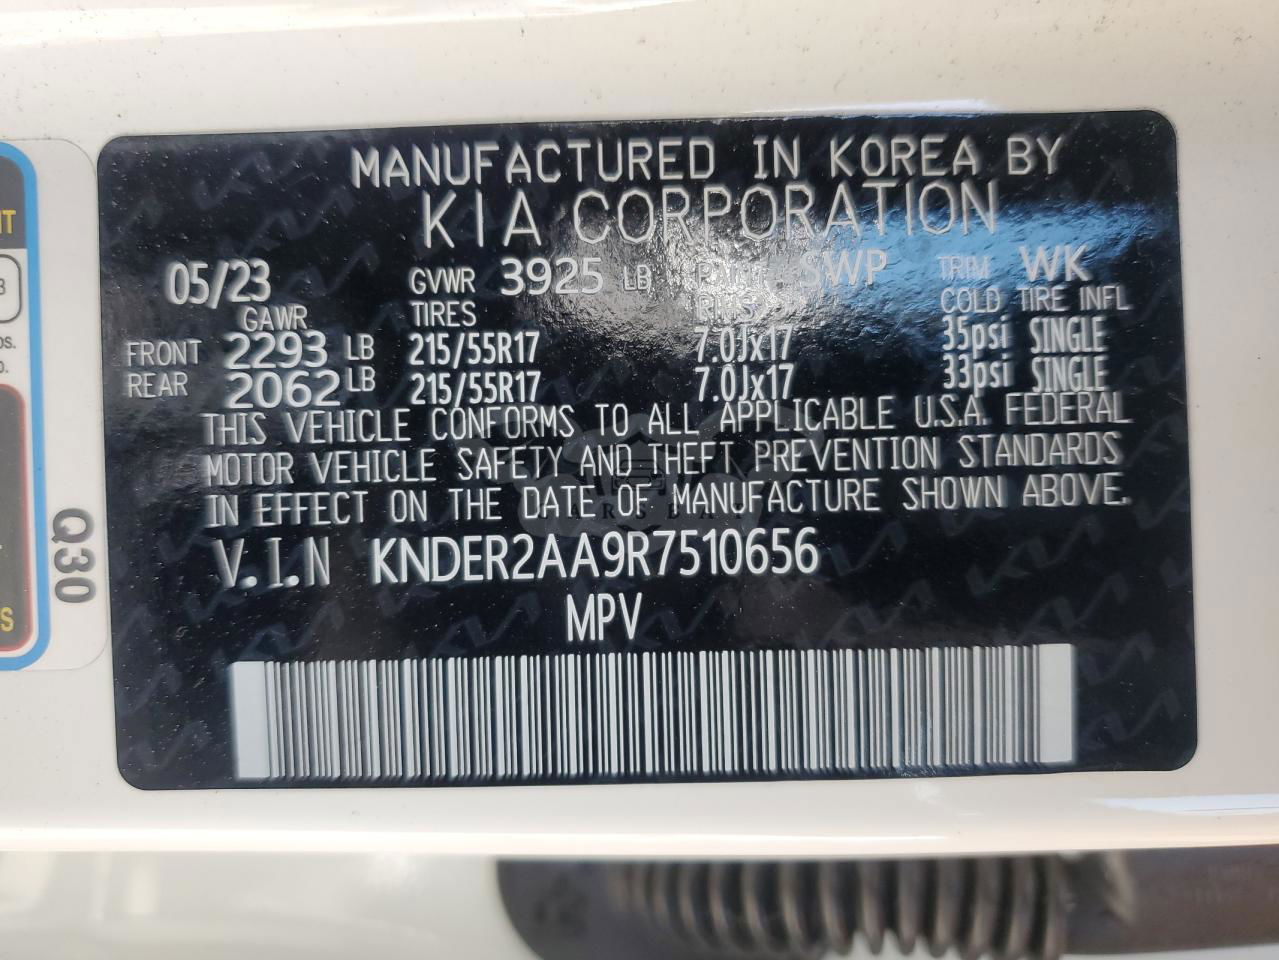 MANUFACTURED IN KOREA BY
KIA CORPORATION
05/23 GVWR 3925 LB PAINT SWP TRIM WK
GAWR TIRES RIMS COLD TIRE INFL
FRONT 2293 LB 215/55R17 7.0Jx17 35psi SINGLE
REAR 2062 LB 215/55R17 7.0Jx17 33psi SINGLE
THIS VEHICLE CONFORMS TO ALL APPLICABLE U.S.A. FEDERAL
MOTOR VEHICLE SAFETY AND THEFT PREVENTION STANDARDS
IN EFFECT ON THE DATE OF MANUFACTURE SHOWN ABOVE.
V.I.N KNDER2AA9R7510656
MPV
Q30